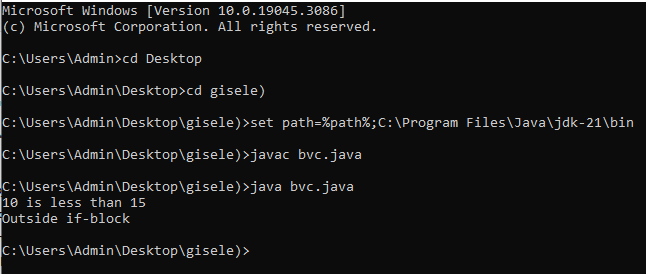 Microsoft Windows [Version 10.0.19045.3086]
(c) Microsoft Corporation. All rights reserved.
C:\Users\Admin>cd Desktop
C:\Users\Admin\Desktop>cd gisele)
C:\Users\Admin\Desktop\gisele)>set path=%path%;C:\Program Files\Java\jdk-21\bin
C:\Users\Admin\Desktop\gisele)>javac bvc.java
C:\Users\Admin\Desktop\gisele)>java bvc.java
10 is less than 15
Outside if-block
C:\Users\Admin\Desktop\gisele)>